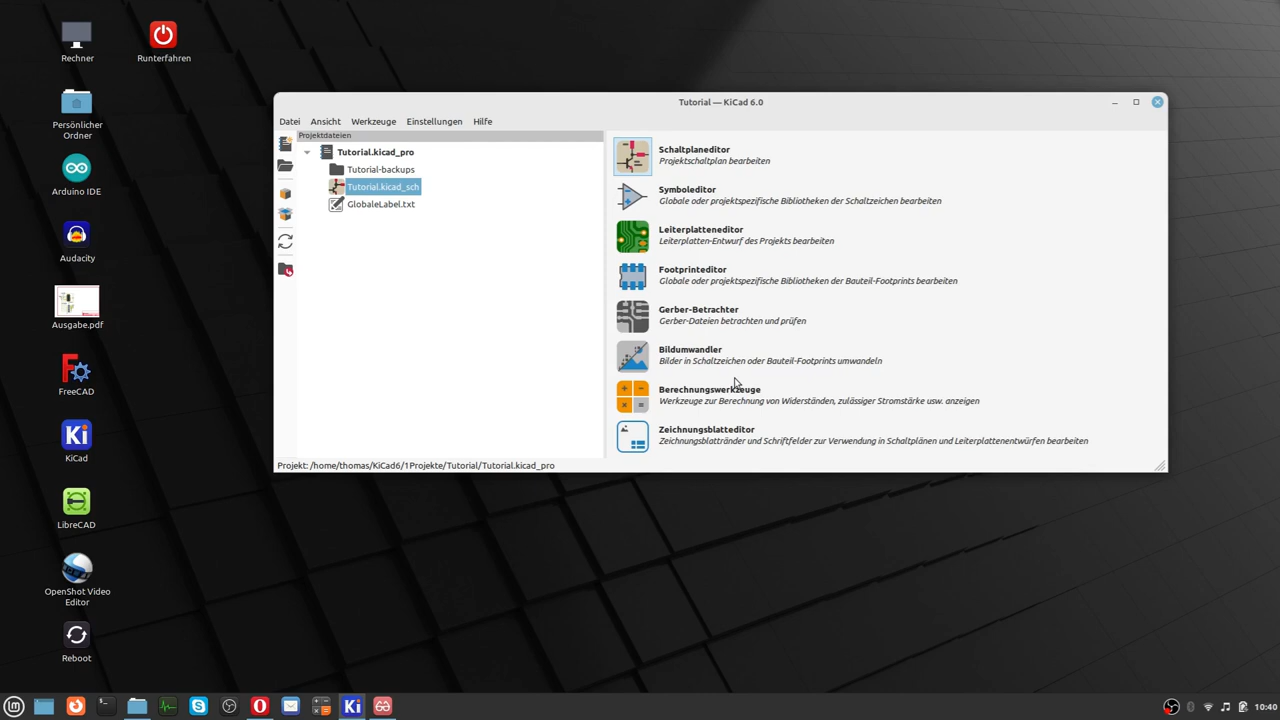 Rechner
Runterfahren
Persönlicher
Ordner
Arduino IDE
Audacity
Ausgabe.pdf
FreeCAD
Ki
KiCad
LibreCAD
OpenShot Video
Editor
Reboot
Tutorial — KiCad 6.0
Datei Ansicht Werkzeuge Einstellungen Hilfe
Projektdateien
Tutorial.kicad_pro
Tutorial-backups
Tutorial.kicad_sch
GlobaleLabel.txt
Schaltplaneditor
Projektschaltplan bearbeiten
Symboleditor
Globale oder projektspezifische Bibliotheken der Schaltzeichen bearbeiten
Leiterplatteneditor
Leiterplatten-Entwurf des Projekts bearbeiten
Footprinteditor
Globale oder projektspezifische Bibliotheken der Bauteil-Footprints bearbeiten
Gerber-Betrachter
Gerber-Dateien betrachten und prüfen
Bildumwandler
Bilder in Schaltzeichen oder Bauteil-Footprints umwandeln
Berechnungswerkzeuge
Werkzeuge zur Berechnung von Widerständen, zulässiger Stromstärke usw. anzeigen
Zeichnungsblatteditor
Zeichnungsblattränder und Schriftfelder zur Verwendung in Schaltplänen und Leiterplattenentwürfen bearbeiten
Projekt: /home/thomas/KiCad6/1Projekte/Tutorial/Tutorial.kicad_pro
Ki
10:40